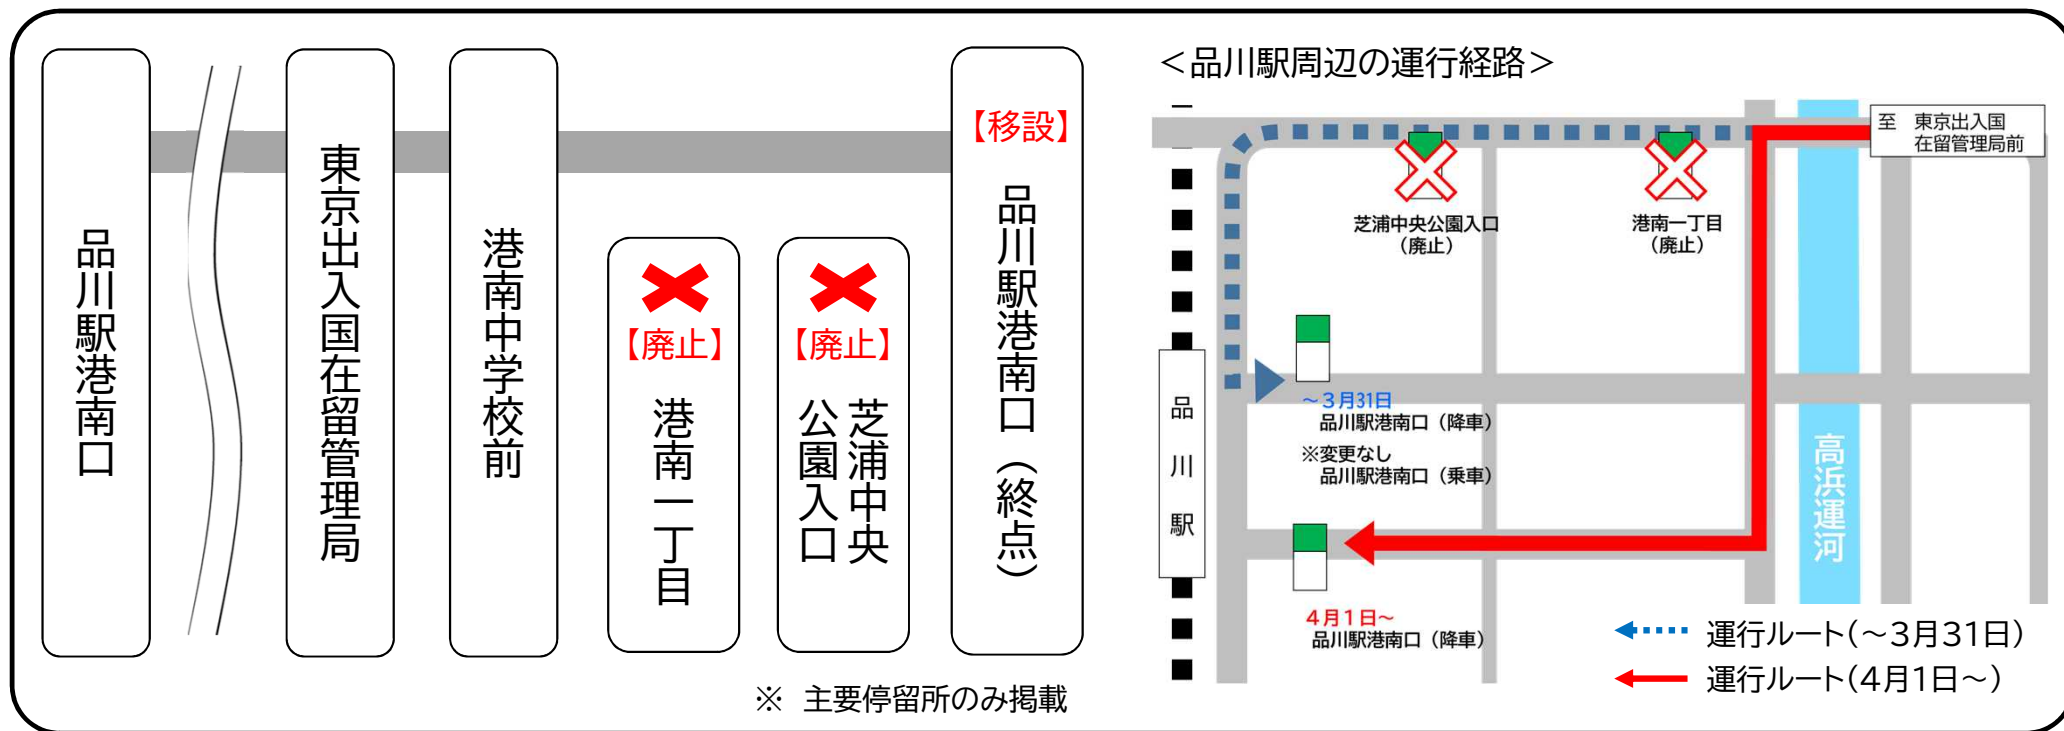 品川駅港南口
東京出入国在留管理局
港南中学校前
【廃止】
港南一丁目
【廃止】
芝浦中央
公園入口
【移設】
品川駅港南口（終点）
※ 主要停留所のみ掲載
＜品川駅周辺の運行経路＞
至 東京出入国
在留管理局前
芝浦中央公園入口
（廃止）
港南一丁目
（廃止）
～３月31日
品川駅港南口（降車）
※変更なし
品川駅港南口（乗車）
品川駅
高浜運河
４月１日～
品川駅港南口（降車）
運行ルート（～3月31日）
運行ルート（4月1日～）